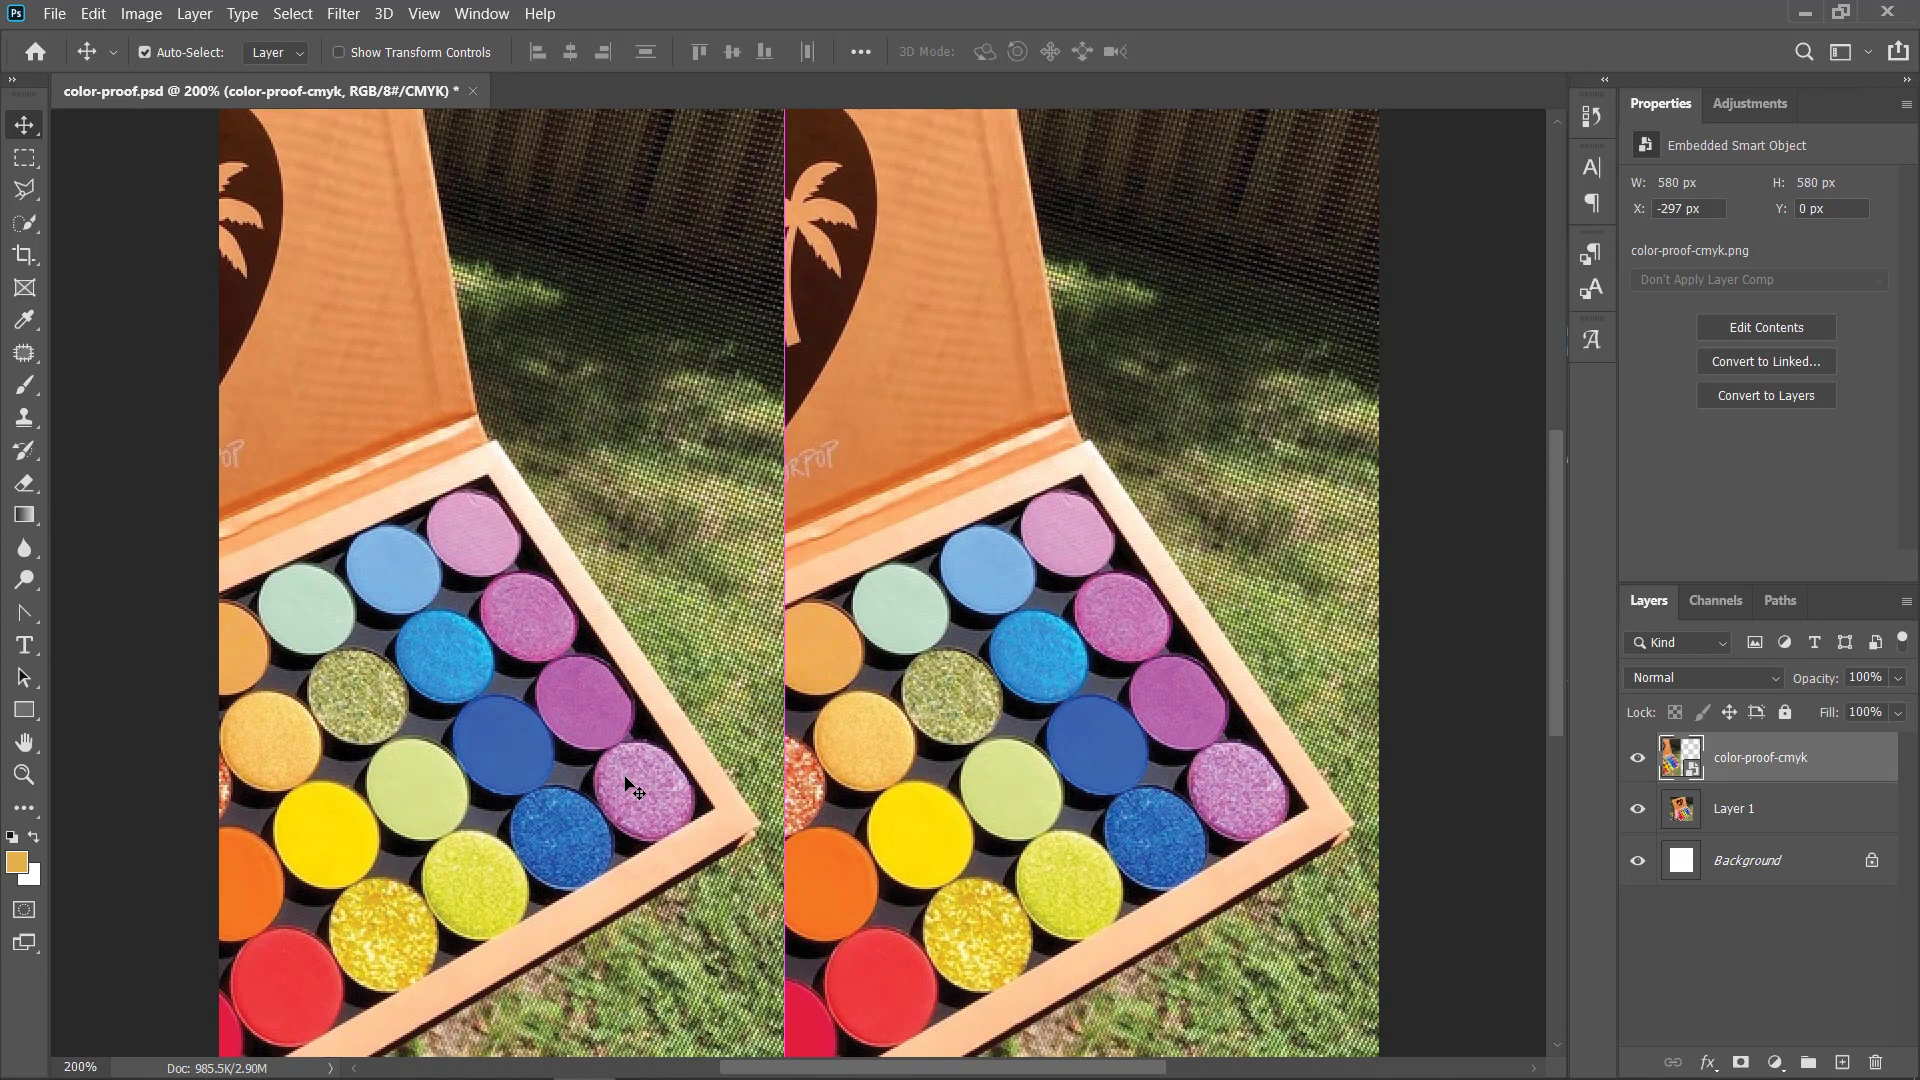 Ps File Edit Image Layer Type Select Filter 3D View Window Help
Auto-Select: Layer Show Transform Controls 3D Mode:
color-proof.psd @ 200% (color-proof-cmyk, RGB/8#/CMYK) *
Properties Adjustments
Embedded Smart Object
W: 580 px H: 580 px
X: -297 px Y: 0 px
color-proof-cmyk.png
Don't Apply Layer Comp
Edit Contents
Convert to Linked...
Convert to Layers
Layers Channels Paths
Kind
Normal Opacity: 100%
Lock: Fill: 100%
color-proof-cmyk
Layer 1
Background
200% Doc: 985.5K/2.90M